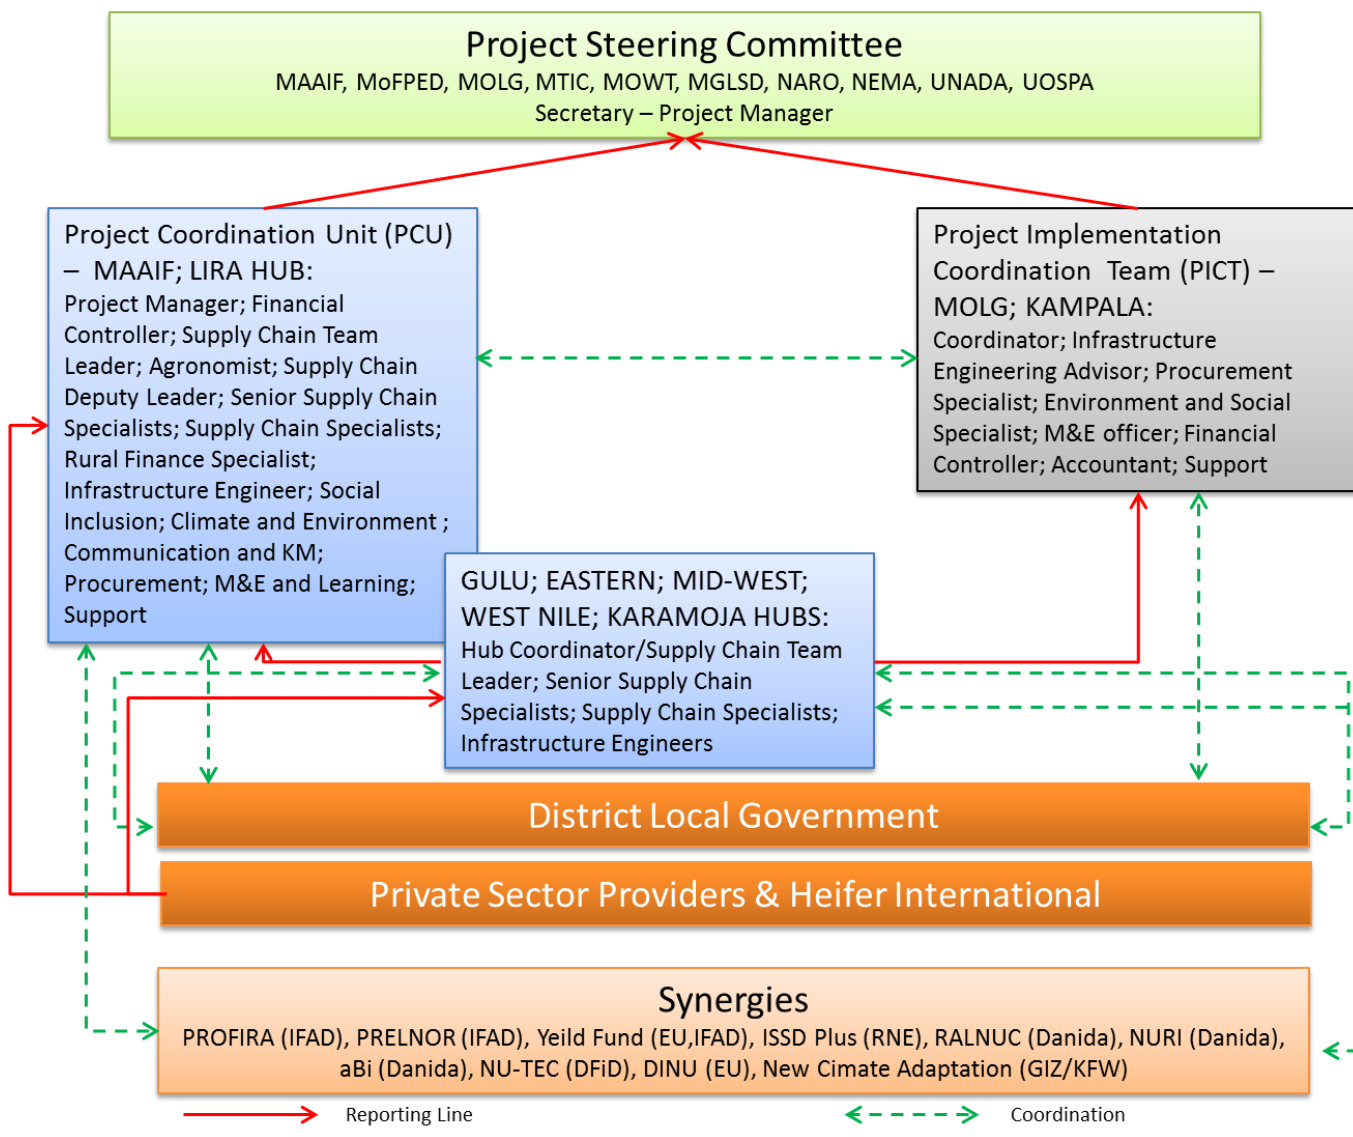 Project Steering Committee
MAAIF, MoFPED, MOLG, MTIC, MOWT, MGLSD, NARO, NEMA, UNADA, UOSPA
Secretary – Project Manager
Project Coordination Unit (PCU)
– MAAIF; LIRA HUB:
Project Manager; Financial
Controller; Supply Chain Team
Leader; Agronomist; Supply Chain
Deputy Leader; Senior Supply Chain
Specialists; Supply Chain Specialists;
Rural Finance Specialist;
Infrastructure Engineer; Social
Inclusion; Climate and Environment ;
Communication and KM;
Procurement; M&E and Learning;
Support
Project Implementation
Coordination Team (PICT) –
MOLG; KAMPALA:
Coordinator; Infrastructure
Engineering Advisor; Procurement
Specialist; Environment and Social
Specialist; M&E officer; Financial
Controller; Accountant; Support
GULU; EASTERN; MID-WEST;
WEST NILE; KARAMOJA HUBS:
Hub Coordinator/Supply Chain Team
Leader; Senior Supply Chain
Specialists; Supply Chain Specialists;
Infrastructure Engineers
District Local Government
Private Sector Providers & Heifer International
Synergies
PROFIRA (IFAD), PRELNOR (IFAD), Yeild Fund (EU,IFAD), ISSD Plus (RNE), RALNUC (Danida), NURI (Danida),
aBi (Danida), NU-TEC (DFiD), DINU (EU), New Cimate Adaptation (GIZ/KFW)
Reporting Line
Coordination